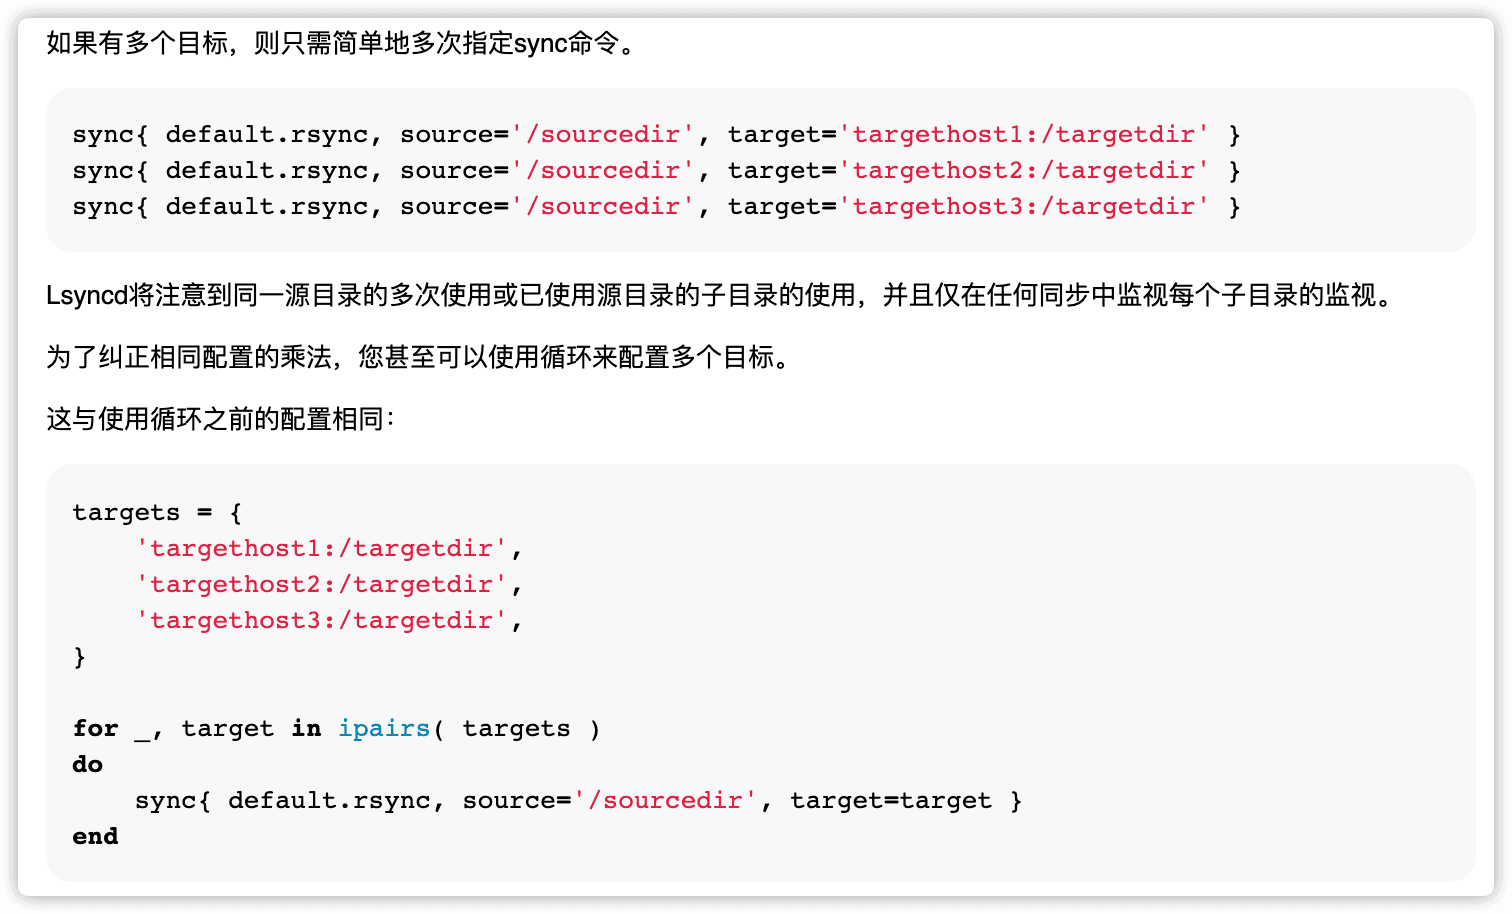 如果有多个目标，则只需简单地多次指定sync命令。
sync{ default.rsync, source='/sourcedir', target='targethost1:/targetdir' }
sync{ default.rsync, source='/sourcedir', target='targethost2:/targetdir' }
sync{ default.rsync, source='/sourcedir', target='targethost3:/targetdir' }
Lsyncd将注意到同一源目录的多次使用或已使用源目录的子目录的使用，并且仅在任何同步中监视每个子目录的监视。
为了纠正相同配置的乘法，您甚至可以使用循环来配置多个目标。
这与使用循环之前的配置相同：
targets = {
    'targethost1:/targetdir',
    'targethost2:/targetdir',
    'targethost3:/targetdir',
}
for _, target in ipairs( targets )
do
    sync{ default.rsync, source='/sourcedir', target=target }
end